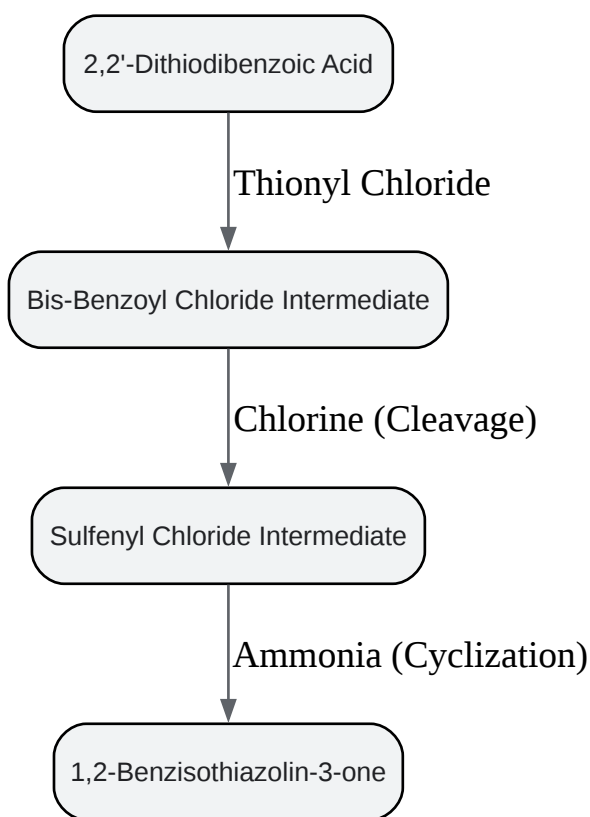 2,2'-Dithiodibenzoic Acid
Thionyl Chloride
Bis-Benzoyl Chloride Intermediate
Chlorine (Cleavage)
Sulfenyl Chloride Intermediate
Ammonia (Cyclization)
1,2-Benzisothiazolin-3-one